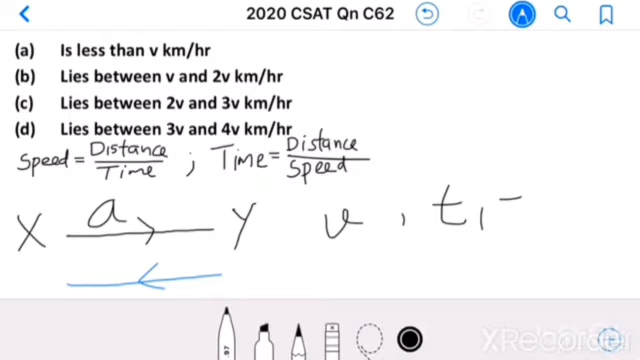 2020 CSAT Qn C62
(a) Is less than v km/hr
(b) Lies between v and 2v km/hr
(c) Lies between 2v and 3v km/hr
(d) Lies between 3v and 4v km/hr
Speed = Distance / Time ; Time = Distance / Speed
X a Y v , t₁ -
97
XRecorder